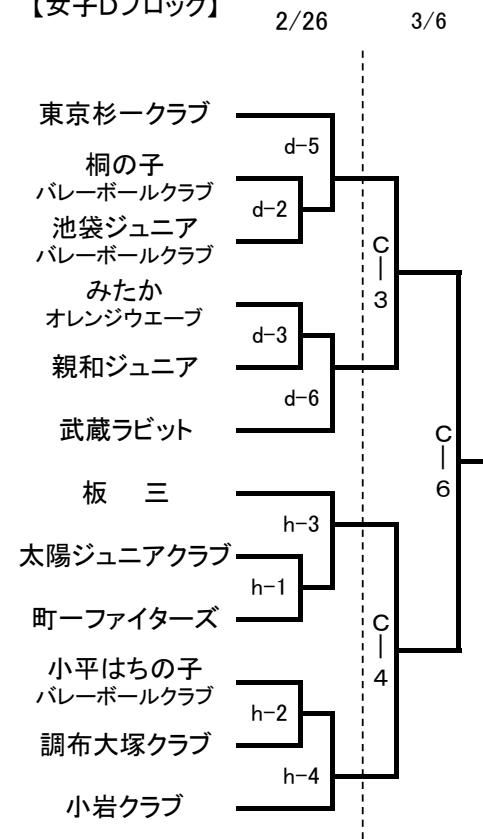 【女子Dブロック】
2/26 3/6
東京杉一クラブ
d-5
桐の子
バレーボールクラブ
d-2
池袋ジュニア
バレーボールクラブ
C-3
みたか
オレンジウエーブ
d-3
親和ジュニア
d-6
武蔵ラビット
C-6
板 三
h-3
太陽ジュニアクラブ
h-1
町一ファイターズ
C-4
小平はちの子
バレーボールクラブ
h-2
調布大塚クラブ
h-4
小岩クラブ